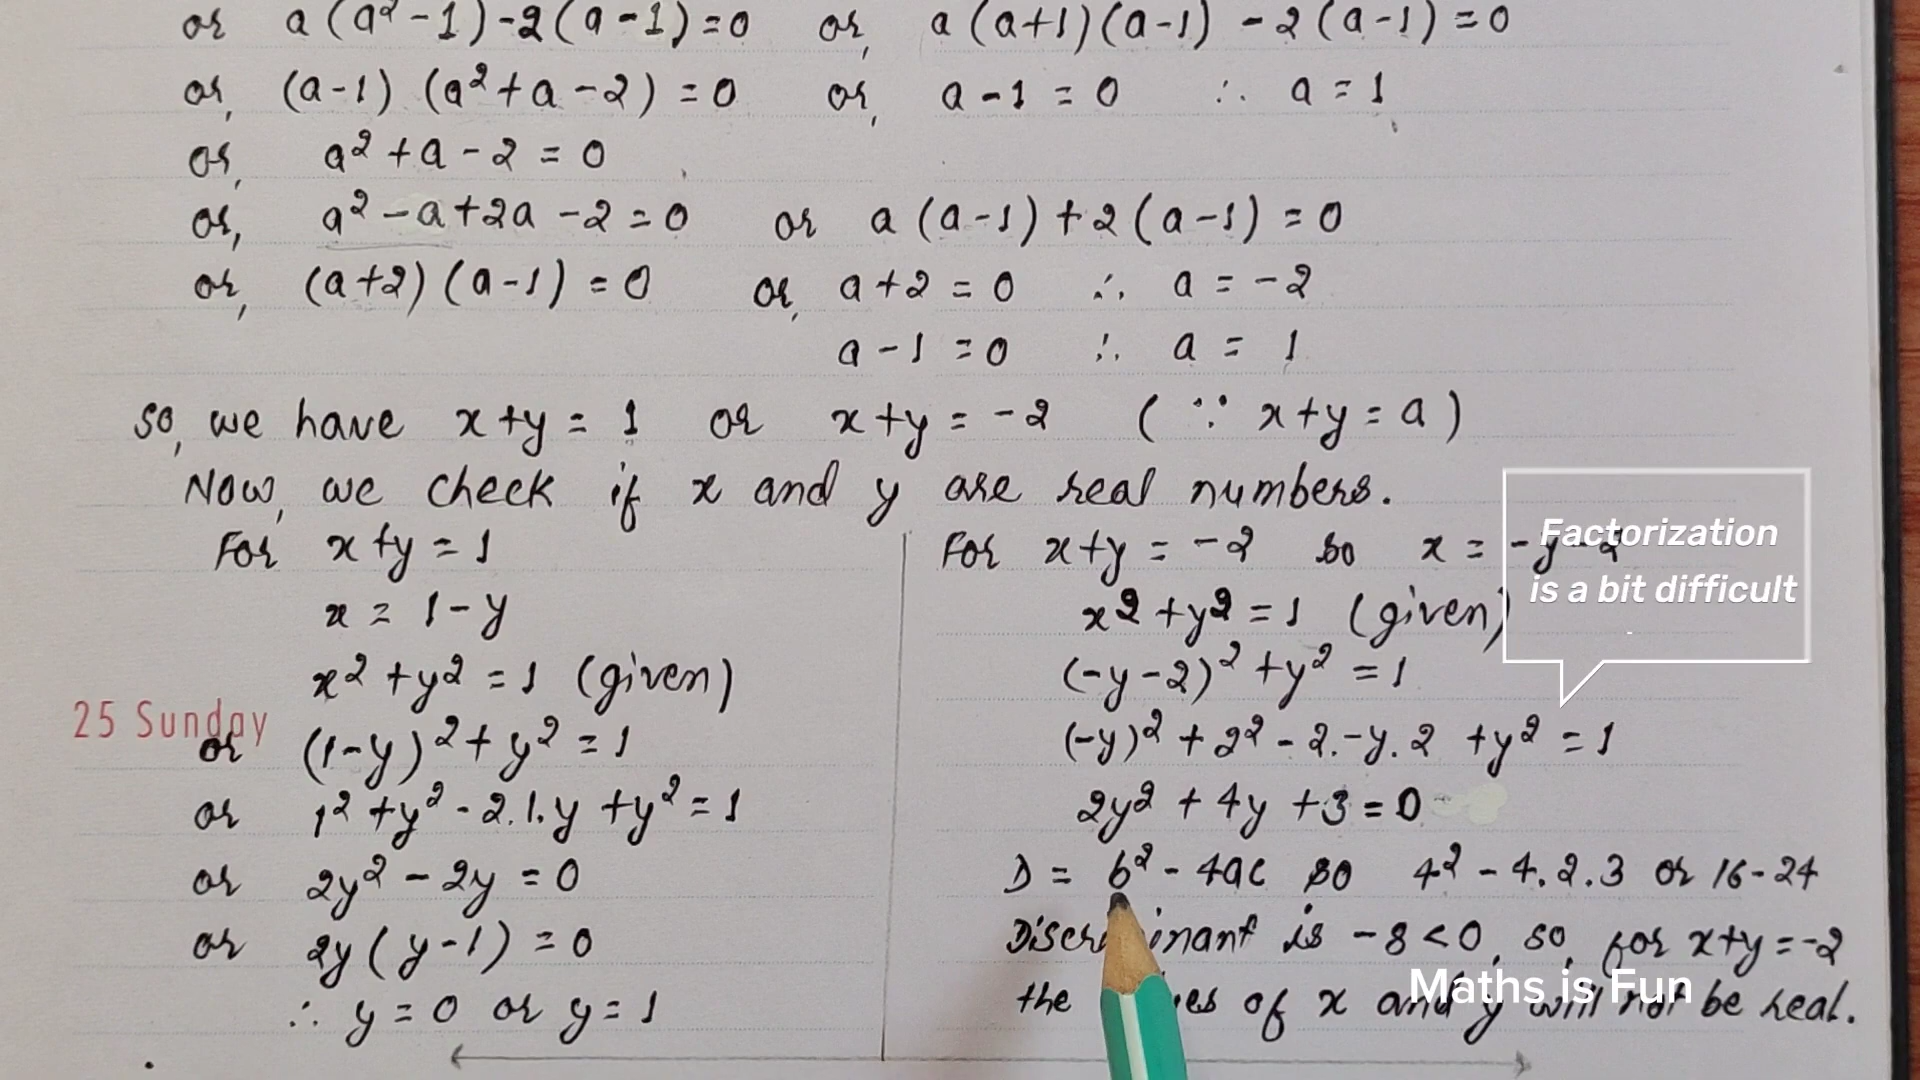 or a(a²-1)-2(a-1)=0 or, a(a+1)(a-1) - 2(a-1)=0
or, (a-1) (a²+a-2) = 0 or, a-1 = 0 ∴ a = 1
or, a²+a-2 = 0
or, a²-a+2a-2 = 0 or a(a-1)+2(a-1) = 0
or, (a+2)(a-1) = 0 or, a+2 = 0 ∴ a = -2
a-1 = 0 ∴ a = 1
so, we have x+y = 1 or x+y = -2 (∵ x+y = a)
Now, we check if x and y are real numbers.
For x+y = 1
x = 1-y
x²+y² = 1 (given)
25 Sunday
or (1-y)²+y² = 1
or 1²+y²-2.1.y+y² = 1
or 2y²-2y = 0
or 2y(y-1) = 0
∴ y = 0 or y = 1
For x+y = -2 so x = -y-2
x²+y² = 1 (given)
(-y-2)²+y² = 1
(-y)²+2²-2.-y.2+y² = 1
2y²+4y+3 = 0
D = b²-4ac so 4²-4.2.3 or 16-24
is -8<0, so, for x+y = -2
the of x and y will not be real.
Factorization
is a bit difficult
.
Maths is Fun